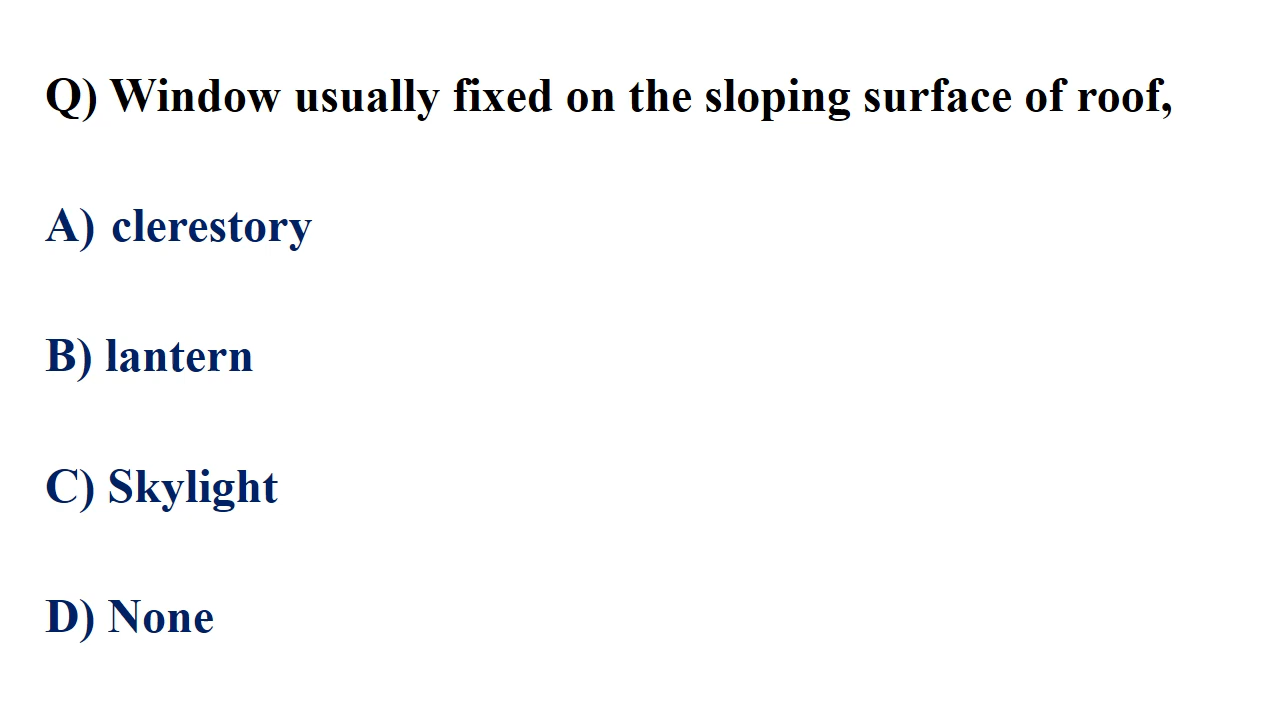 Q) Window usually fixed on the sloping surface of roof,
A) clerestory
B) lantern
C) Skylight
D) None